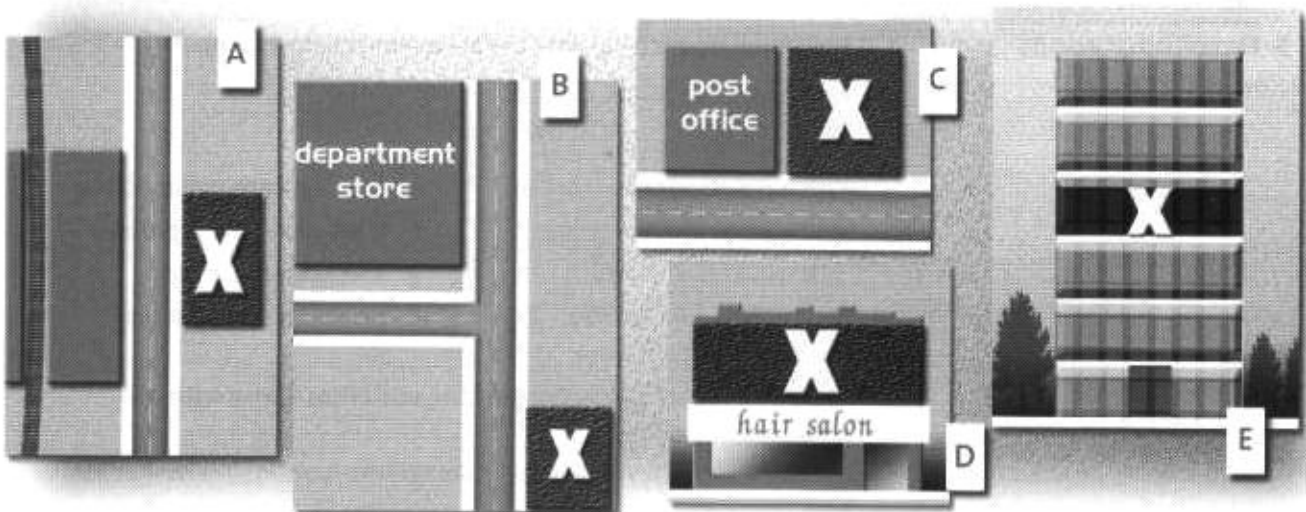 A
X
B
department
store
X
C
post
office
X
X
hair salon
D
X
E